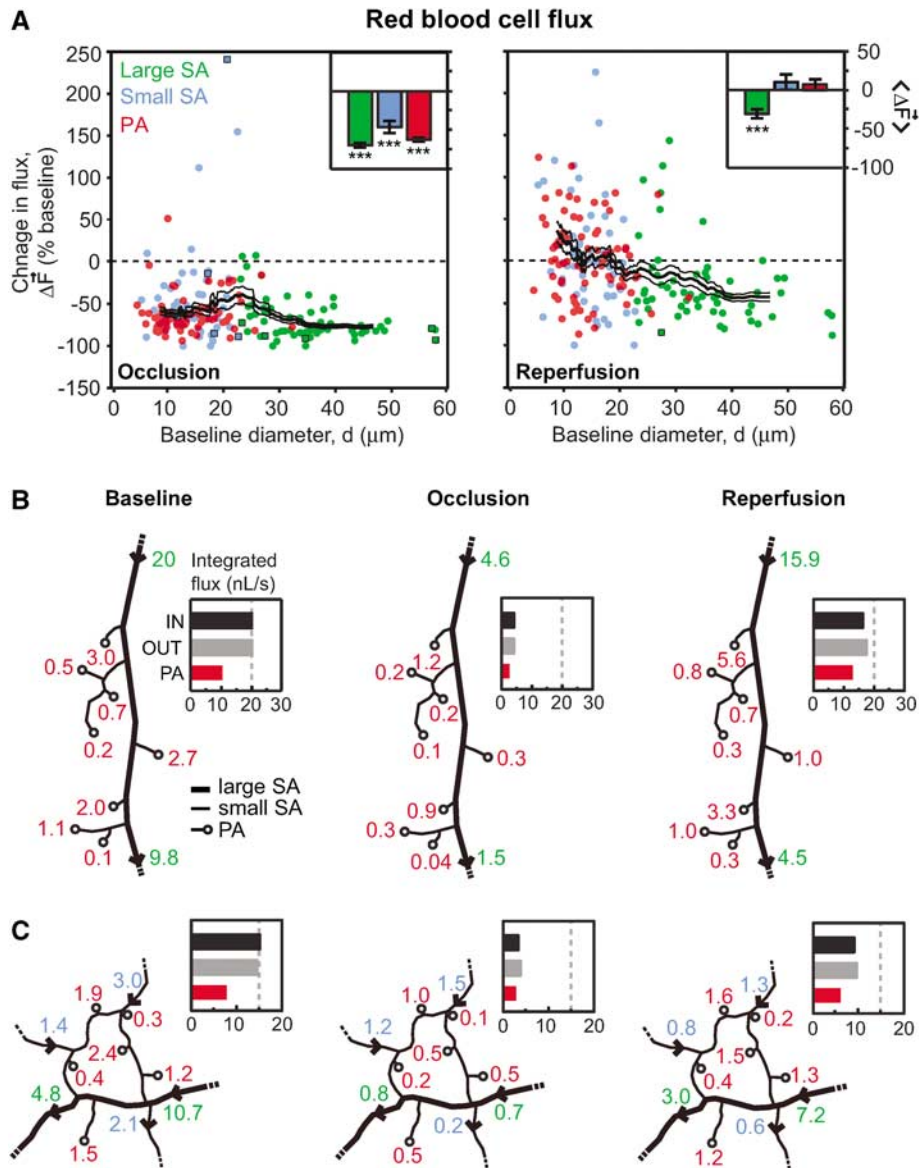 Red blood cell flux
A
Large SA
Small SA
PA
Chnage in flux,
ΔF (% baseline)
250
200
150
100
50
0
-50
-100
-150
*** *** ***
Occlusion
0 10 20 30 40 50 60
Baseline diameter, d (μm)
***
50
0
-50
-100
<ΔF>
Reperfusion
0 10 20 30 40 50 60
Baseline diameter, d (μm)
B
Baseline
Occlusion
Reperfusion
20
Integrated
flux (nL/s)
IN
OUT
PA
0 10 20 30
3.0
0.5
0.7
0.2
2.7
2.0
1.1
0.1
9.8
large SA
small SA
PA
4.6
0 10 20 30
1.2
0.2
0.2
0.1
0.3
0.9
0.3
0.04
1.5
15.9
0 10 20 30
5.6
0.8
0.7
0.3
1.0
3.3
1.0
0.3
4.5
C
0 10 20
3.0
1.9
0.3
1.4
2.4
0.4
1.2
4.8
10.7
2.1
1.5
0 10 20
1.5
1.0
0.1
1.2
0.5
0.2
0.5
0.8
0.7
0.2
0.5
0 10 20
1.3
1.6
0.2
0.8
1.5
0.4
1.3
3.0
7.2
0.6
1.2